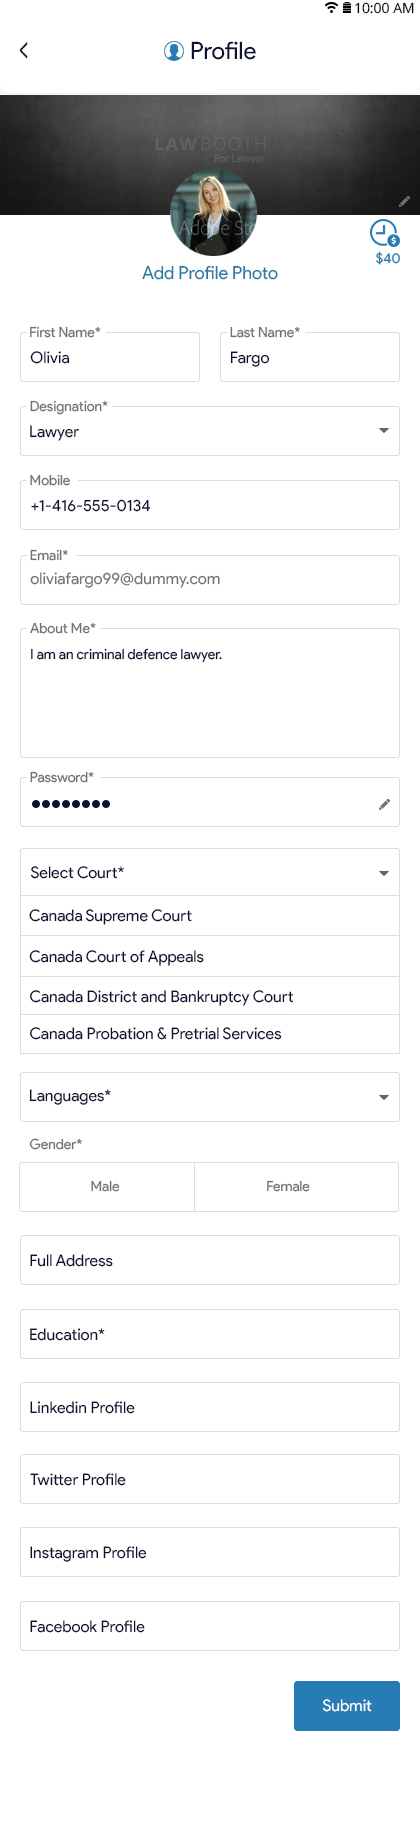 10:00 AM
Profile
LAWBOOTH
For Lawyer
Adobe Sto
$
$40
Add Profile Photo
First Name* Last Name*
Olivia Fargo
Designation*
Lawyer
Mobile
+1-416-555-0134
Email*
oliviafargo99@dummy.com
About Me*
I am an criminal defence lawyer.
Password*
Select Court*
Canada Supreme Court
Canada Court of Appeals
Canada District and Bankruptcy Court
Canada Probation & Pretrial Services
Languages*
Gender*
Male Female
Full Address
Education*
Linkedin Profile
Twitter Profile
Instagram Profile
Facebook Profile
Submit